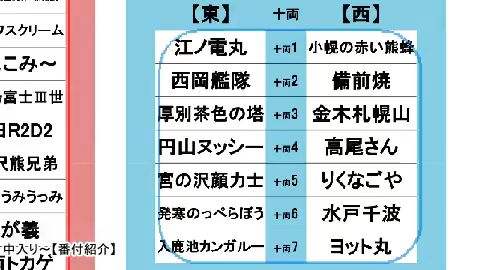 【東】 十両 【西】
江ノ電丸 十両1 小幌の赤い熊蜂
西岡艦隊 十両2 備前焼
厚別茶色の塔 十両3 金木札幌山
円山ヌッシー 十両4 高尾さん
宮の沢顔力士 十両5 りくなごや
発寒のっぺらぼう 十両6 水戸千波
入鹿池カンガルー 十両7 ヨット丸
スクリーム
こみ～
富士Ⅲ世
R2D2
沢熊兄弟
うみうっみ
が義
中入り～【番付紹介】
トカゲ